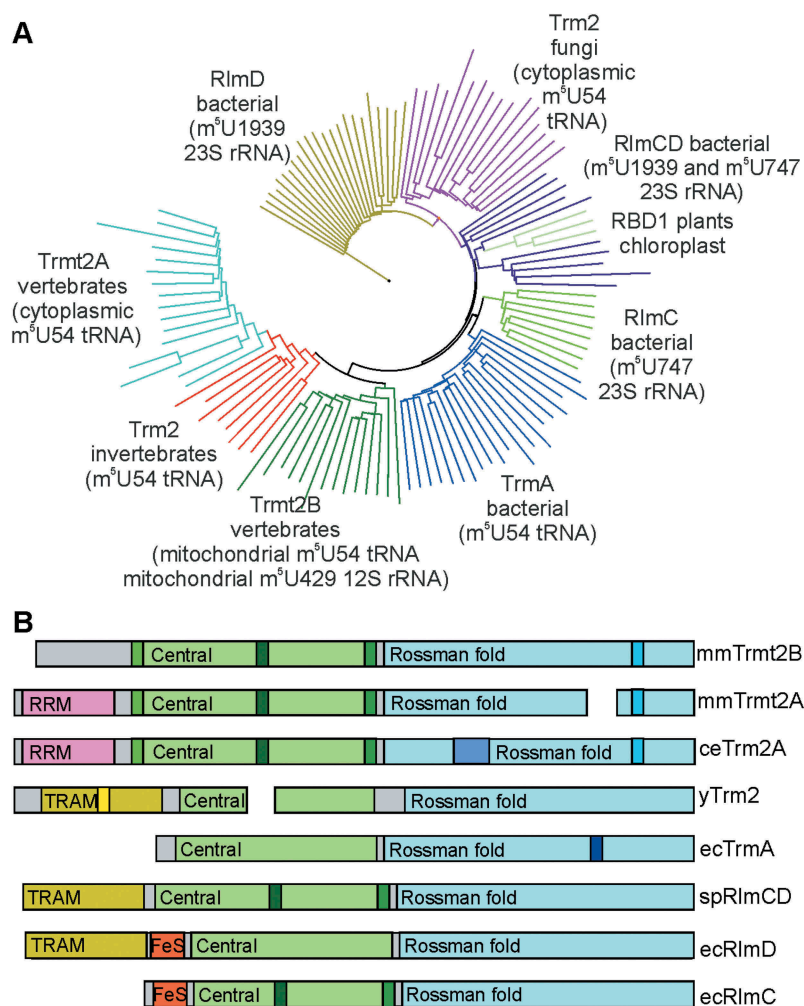 A
RlmD
bacterial
(m⁵U1939
23S rRNA)
Trm2
fungi
(cytoplasmic
m⁵U54
tRNA)
RlmCD bacterial
(m⁵U1939 and m⁵U747
23S rRNA)
RBD1 plants
chloroplast
RlmC
bacterial
(m⁵U747
23S rRNA)
TrmA
bacterial
(m⁵U54 tRNA)
Trmt2B
vertebrates
(mitochondrial m⁵U54 tRNA
mitochondrial m⁵U429 12S rRNA)
Trm2
invertebrates
(m⁵U54 tRNA)
Trmt2A
vertebrates
(cytoplasmic
m⁵U54 tRNA)
B
Central Rossman fold mmTrmt2B
RRM Central Rossman fold mmTrmt2A
RRM Central Rossman fold ceTrm2A
TRAM Central Rossman fold yTrm2
Central Rossman fold ecTrmA
TRAM Central Rossman fold spRlmCD
TRAM FeS Central Rossman fold ecRlmD
FeS Central Rossman fold ecRlmC